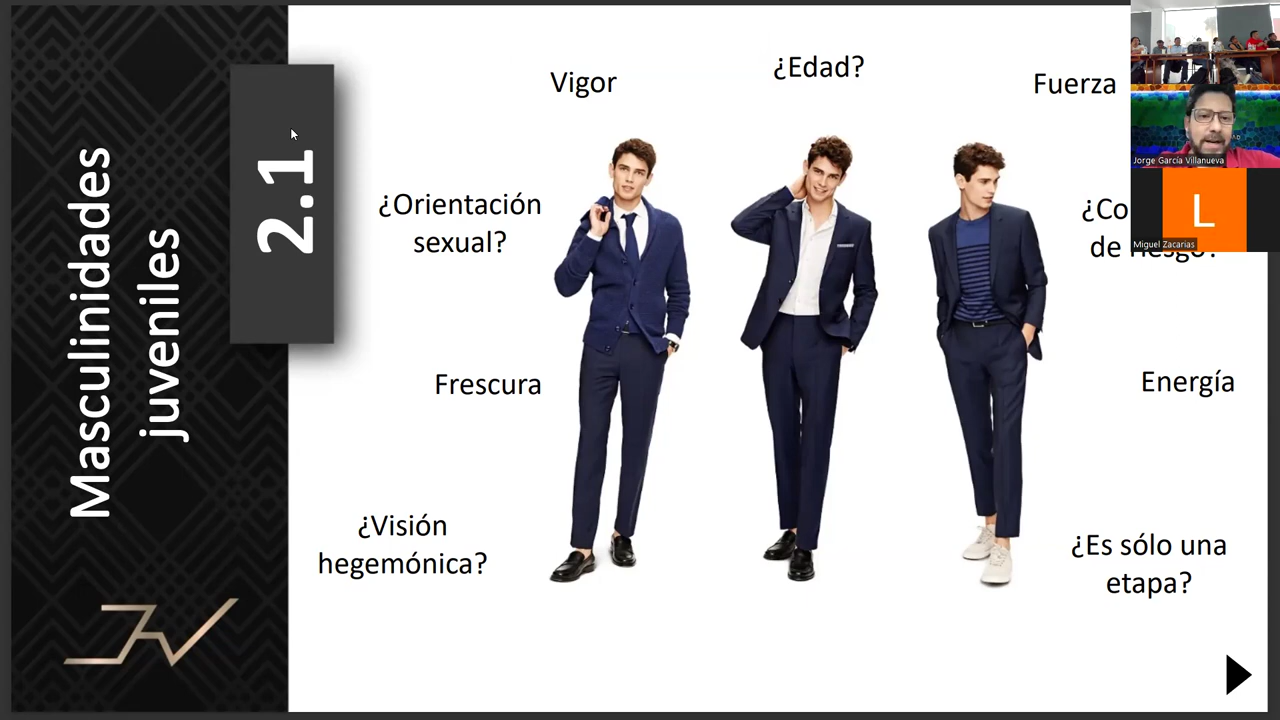 Masculinidades
juveniles
2.1
Vigor
¿Edad?
Fuerza
¿Orientación
sexual?
de
Frescura
Energía
¿Visión
hegemónica?
¿Es sólo una
etapa?
Jorge García Villanueva
L
Miguel Zacarias